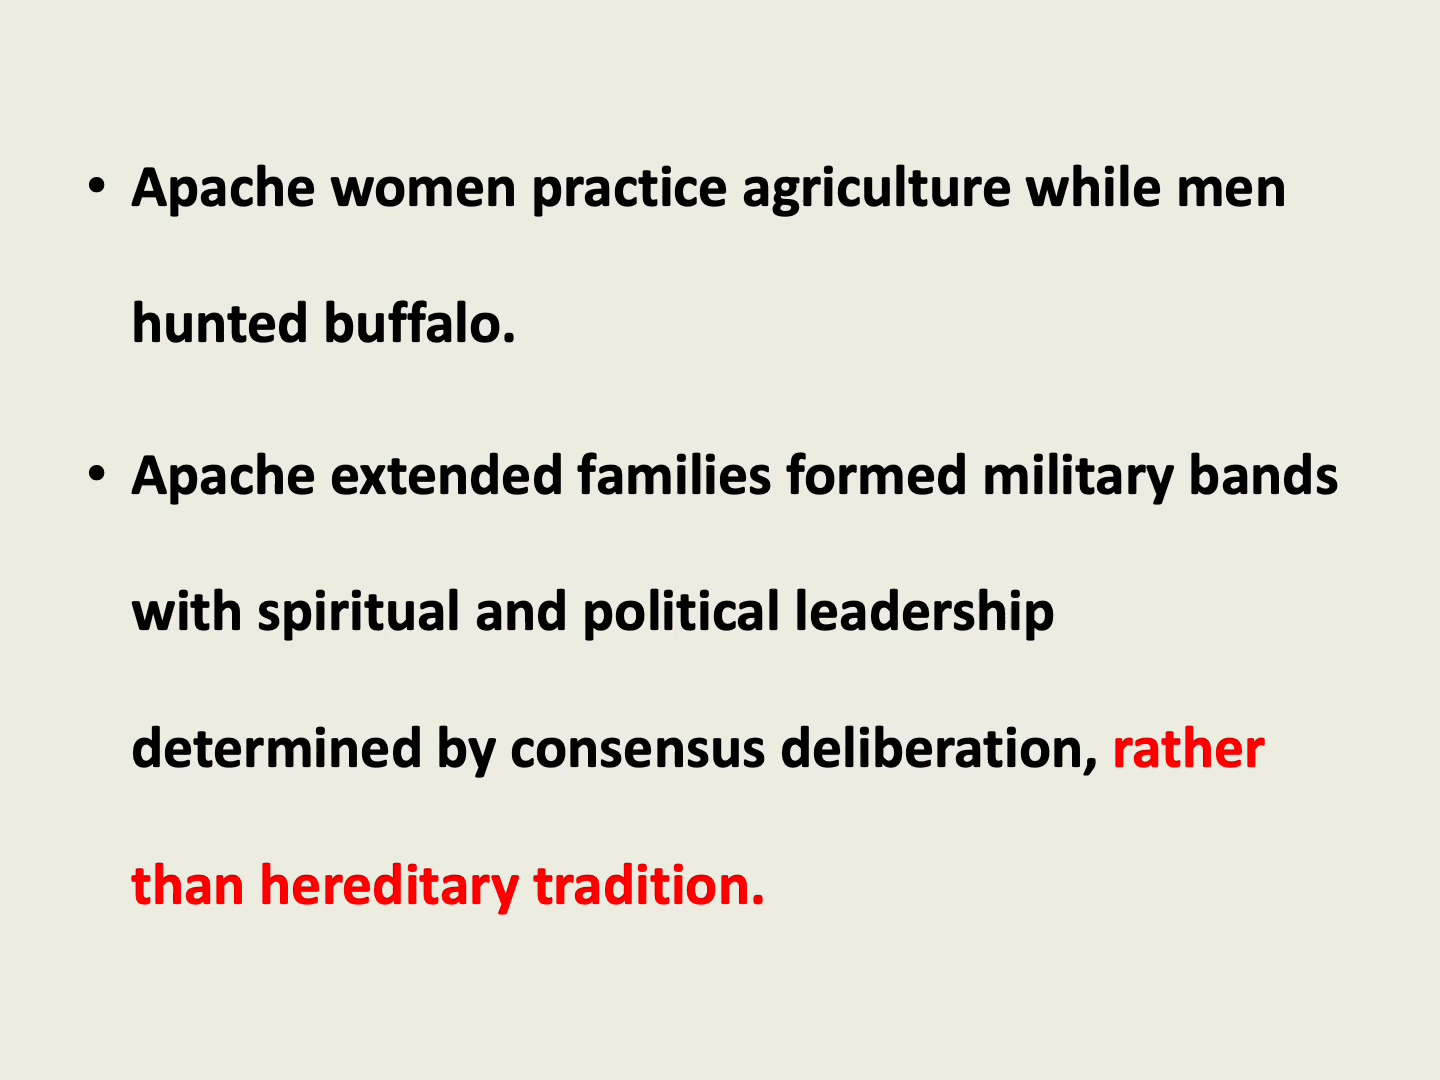 • Apache women practice agriculture while men
hunted buffalo.
• Apache extended families formed military bands
with spiritual and political leadership
determined by consensus deliberation, rather
than hereditary tradition.